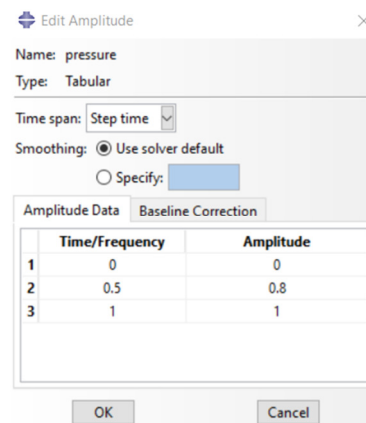 Edit Amplitude
Name: pressure
Type: Tabular
Time span: Step time
Smoothing: Use solver default
Specify:
Amplitude Data Baseline Correction
Time/Frequency Amplitude
1 0 0
2 0.5 0.8
3 1 1
OK Cancel